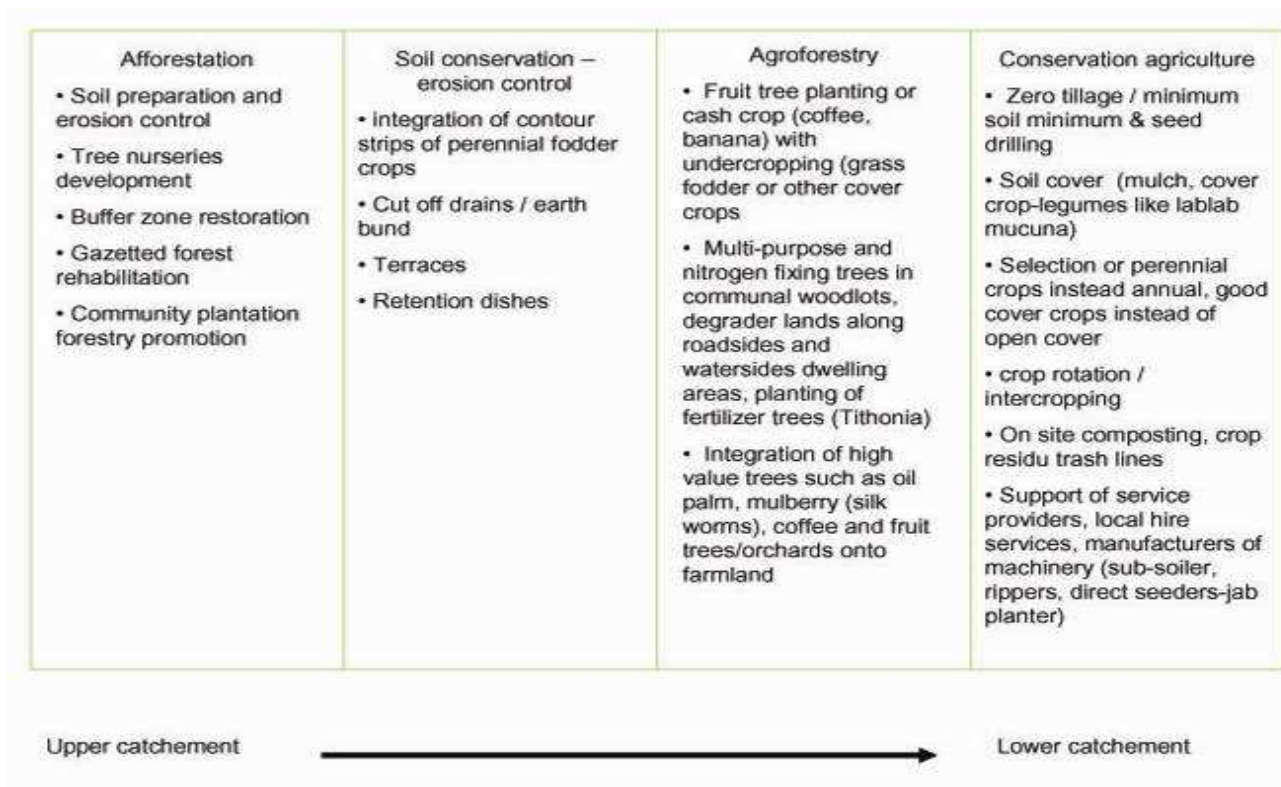 Afforestation
• Soil preparation and
erosion control
• Tree nurseries
development
• Buffer zone restoration
• Gazetted forest
rehabilitation
• Community plantation
forestry promotion
Soil conservation –
erosion control
• integration of contour
strips of perennial fodder
crops
• Cut off drains / earth
bund
• Terraces
• Retention dishes
Agroforestry
• Fruit tree planting or
cash crop (coffee,
banana) with
undercropping (grass
fodder or other cover
crops
• Multi-purpose and
nitrogen fixing trees in
communal woodlots,
degrader lands along
roadsides and
watersides dwelling
areas, planting of
fertilizer trees (Tithonia)
• Integration of high
value trees such as oil
palm, mulberry (silk
worms), coffee and fruit
trees/orchards onto
farmland
Conservation agriculture
• Zero tillage / minimum
soil minimum & seed
drilling
• Soil cover (mulch, cover
crop-legumes like lablab
mucuna)
• Selection or perennial
crops instead annual, good
cover crops instead of
open cover
• crop rotation /
intercropping
• On site composting, crop
residu trash lines
• Support of service
providers, local hire
services, manufacturers of
machinery (sub-soiler,
rippers, direct seeders-jab
planter)
Upper catchement
Lower catchement